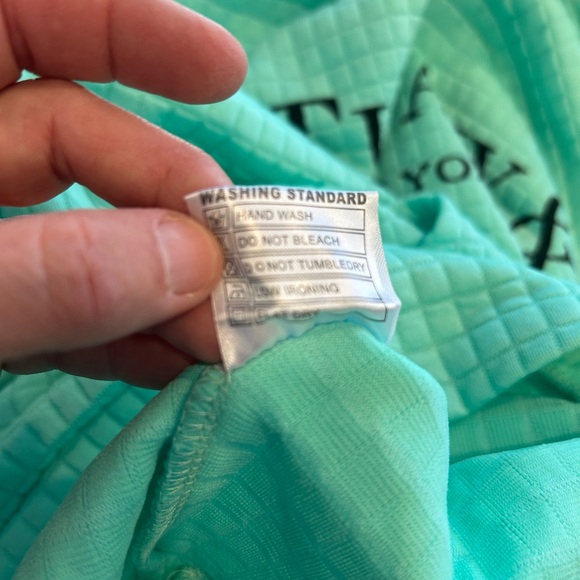 WASHING STANDARD
HAND WASH
DO NOT BLEACH
DO NOT TUMBLEDRY
LOW IRONING
YOU